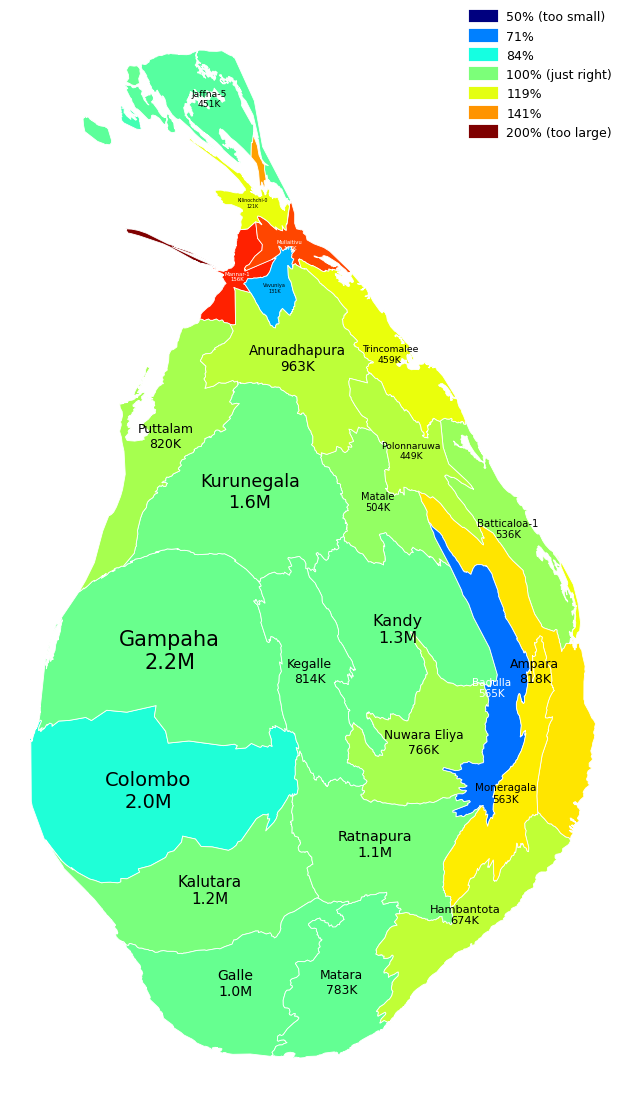 50% (too small)
71%
84%
100% (just right)
119%
141%
200% (too large)
Jaffna-5
451K
Kilinochchi-0
121K
Mullaitivu
Mannar-1
156K
Vavuniya
131K
Anuradhapura
963K
Trincomalee
459K
Puttalam
820K
Polonnaruwa
449K
Kurunegala
1.6M
Matale
504K
Batticaloa-1
536K
Gampaha
2.2M
Kandy
1.3M
Kegalle
814K
Ampara
818K
Badulla
565K
Nuwara Eliya
766K
Colombo
2.0M
Moneragala
563K
Ratnapura
1.1M
Kalutara
1.2M
Hambantota
674K
Galle
1.0M
Matara
783K